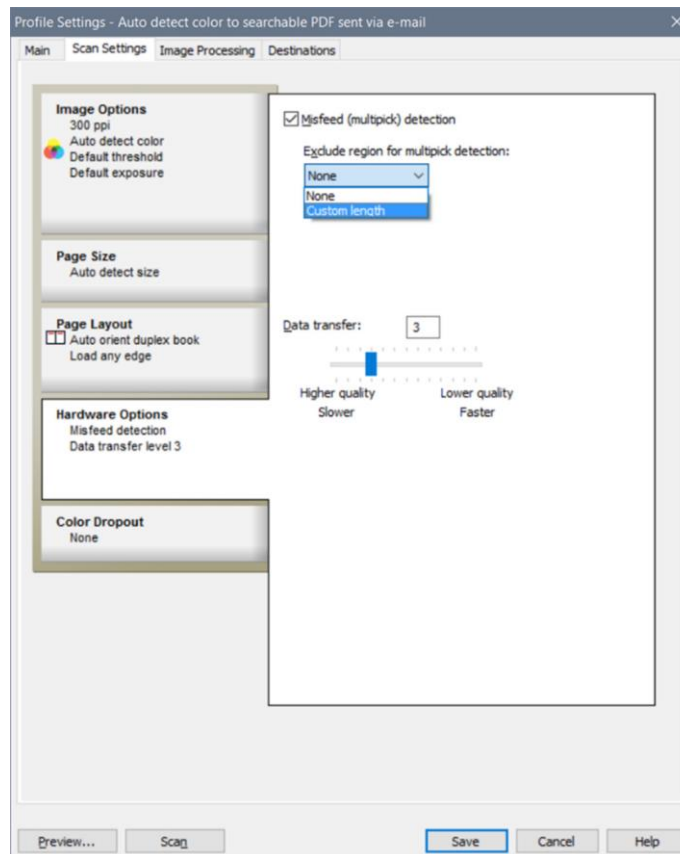 Profile Settings - Auto detect color to searchable PDF sent via e-mail
Main Scan Settings Image Processing Destinations
Image Options
300 ppi
Auto detect color
Default threshold
Default exposure
Page Size
Auto detect size
Page Layout
Auto orient duplex book
Load any edge
Hardware Options
Misfeed detection
Data transfer level 3
Color Dropout
None
Misfeed (multipick) detection
Exclude region for multipick detection:
None
None
Custom length
Data transfer: 3
Higher quality Lower quality
Slower Faster
Preview... Scan Save Cancel Help